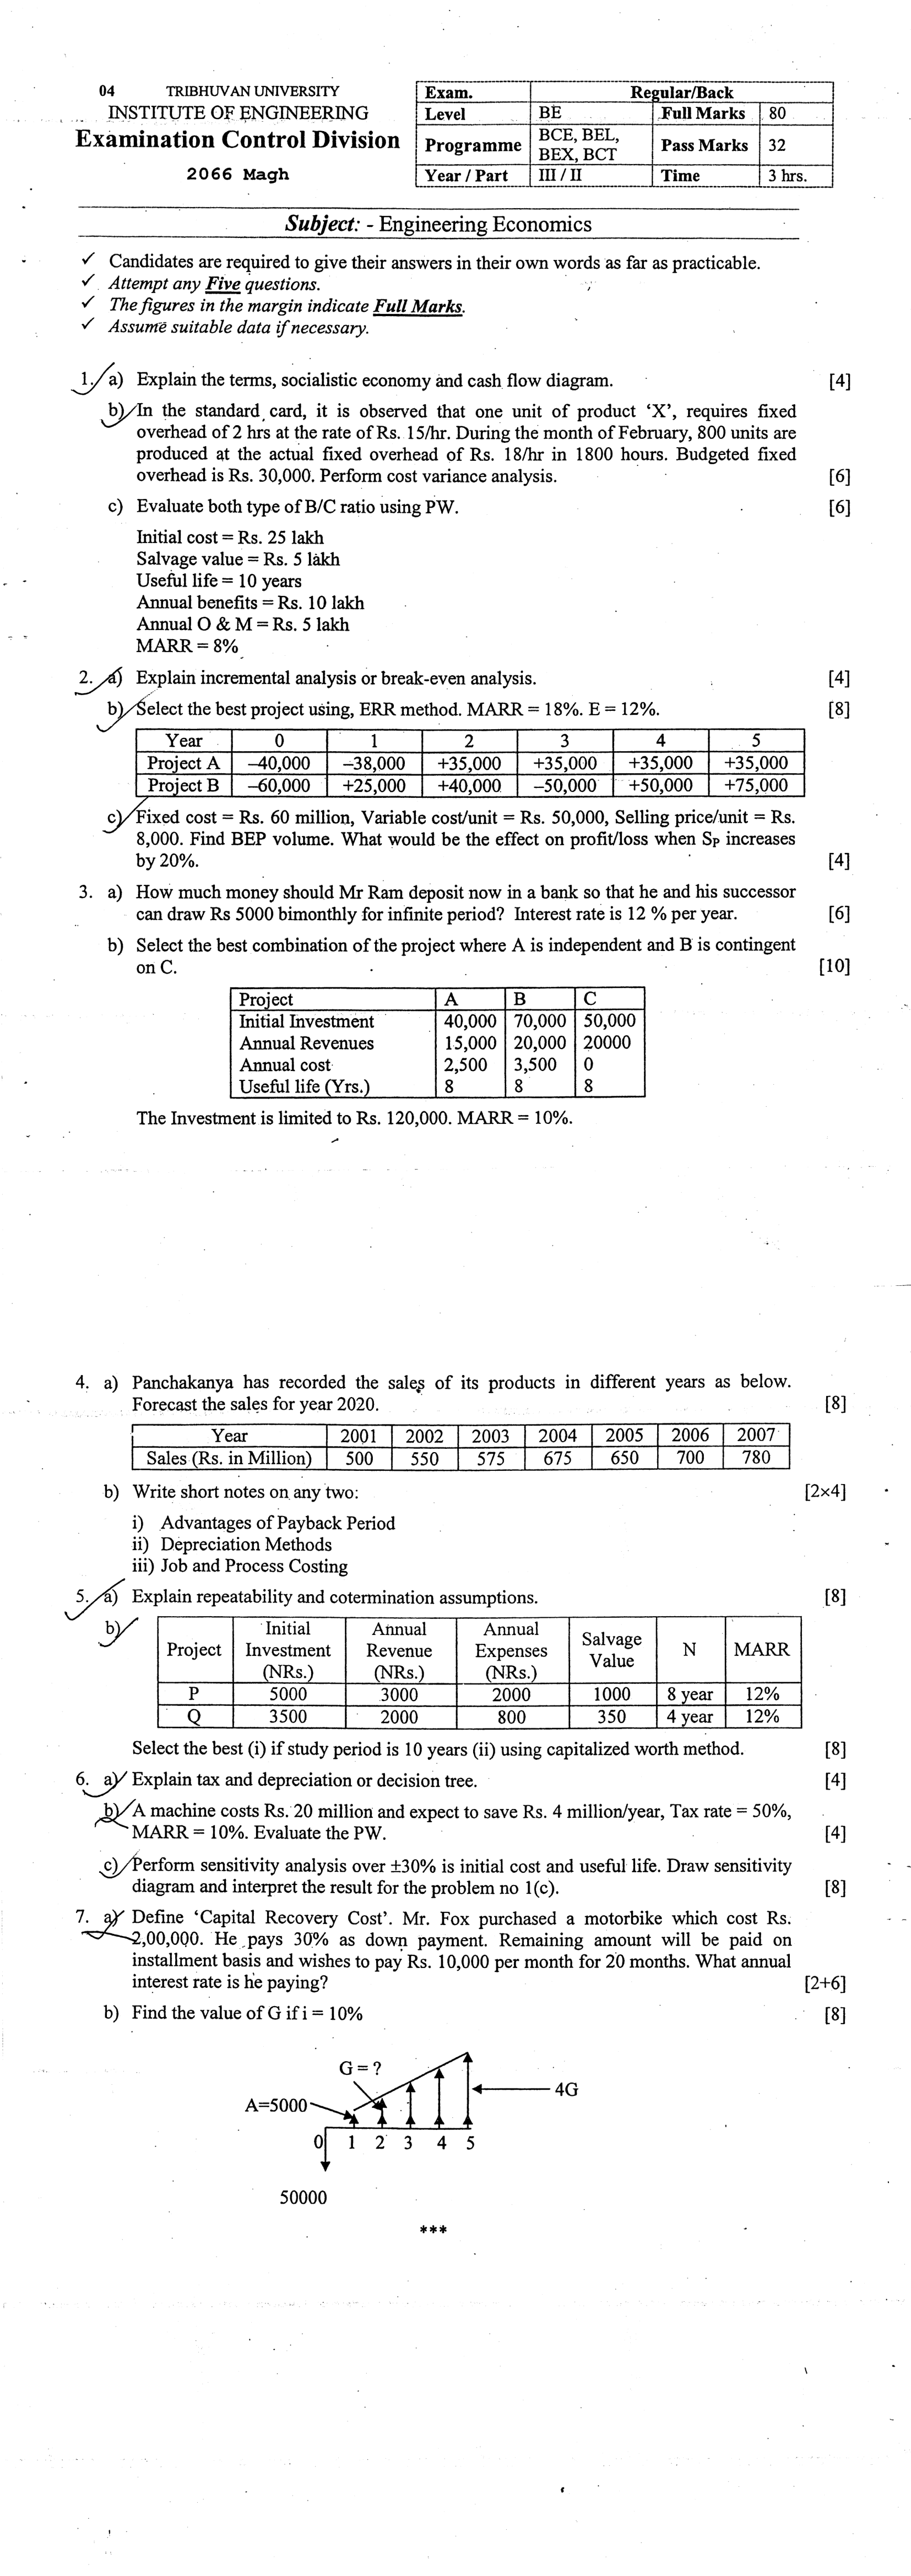 04 TRIBHUVAN UNIVERSITY
INSTITUTE OF ENGINEERING
Examination Control Division
2066 Magh
Exam. Regular/Back
Level BE Full Marks 80
Programme BCE, BEL, BEX, BCT Pass Marks 32
Year / Part III / II Time 3 hrs.
Subject: - Engineering Economics
✓ Candidates are required to give their answers in their own words as far as practicable.
✓ Attempt any Five questions.
✓ The figures in the margin indicate Full Marks.
✓ Assume suitable data if necessary.
1. a) Explain the terms, socialistic economy and cash flow diagram. [4]
b) In the standard card, it is observed that one unit of product ‘X’, requires fixed
overhead of 2 hrs at the rate of Rs. 15/hr. During the month of February, 800 units are
produced at the actual fixed overhead of Rs. 18/hr in 1800 hours. Budgeted fixed
overhead is Rs. 30,000. Perform cost variance analysis. [6]
c) Evaluate both type of B/C ratio using PW. [6]
Initial cost = Rs. 25 lakh
Salvage value = Rs. 5 lakh
Useful life = 10 years
Annual benefits = Rs. 10 lakh
Annual O & M = Rs. 5 lakh
MARR = 8%
2. a) Explain incremental analysis or break-even analysis. [4]
b) Select the best project using, ERR method. MARR = 18%. E = 12%. [8]
Year 0 1 2 3 4 5
Project A –40,000 –38,000 +35,000 +35,000 +35,000 +35,000
Project B –60,000 +25,000 +40,000 –50,000 +50,000 +75,000
c) Fixed cost = Rs. 60 million, Variable cost/unit = Rs. 50,000, Selling price/unit = Rs.
8,000. Find BEP volume. What would be the effect on profit/loss when SP increases
by 20%. [4]
3. a) How much money should Mr Ram deposit now in a bank so that he and his successor
can draw Rs 5000 bimonthly for infinite period? Interest rate is 12 % per year. [6]
b) Select the best combination of the project where A is independent and B is contingent
on C. [10]
Project A B C
Initial Investment 40,000 70,000 50,000
Annual Revenues 15,000 20,000 20000
Annual cost 2,500 3,500 0
Useful life (Yrs.) 8 8 8
The Investment is limited to Rs. 120,000. MARR = 10%.
4. a) Panchakanya has recorded the sales of its products in different years as below.
Forecast the sales for year 2020. [8]
Year 2001 2002 2003 2004 2005 2006 2007
Sales (Rs. in Million) 500 550 575 675 650 700 780
b) Write short notes on any two: [2×4]
i) Advantages of Payback Period
ii) Depreciation Methods
iii) Job and Process Costing
5. a) Explain repeatability and cotermination assumptions. [8]
b)
Project Initial Investment (NRs.) Annual Revenue (NRs.) Annual Expenses (NRs.) Salvage Value N MARR
P 5000 3000 2000 1000 8 year 12%
Q 3500 2000 800 350 4 year 12%
Select the best (i) if study period is 10 years (ii) using capitalized worth method. [8]
6. a) Explain tax and depreciation or decision tree. [4]
b) A machine costs Rs. 20 million and expect to save Rs. 4 million/year, Tax rate = 50%,
MARR = 10%. Evaluate the PW. [4]
c) Perform sensitivity analysis over ±30% is initial cost and useful life. Draw sensitivity
diagram and interpret the result for the problem no 1(c). [8]
7. a) Define ‘Capital Recovery Cost’. Mr. Fox purchased a motorbike which cost Rs.
2,00,000. He pays 30% as down payment. Remaining amount will be paid on
installment basis and wishes to pay Rs. 10,000 per month for 20 months. What annual
interest rate is he paying? [2+6]
b) Find the value of G if i = 10% [8]
G = ?
4G
A=5000
0 1 2 3 4 5
50000
***